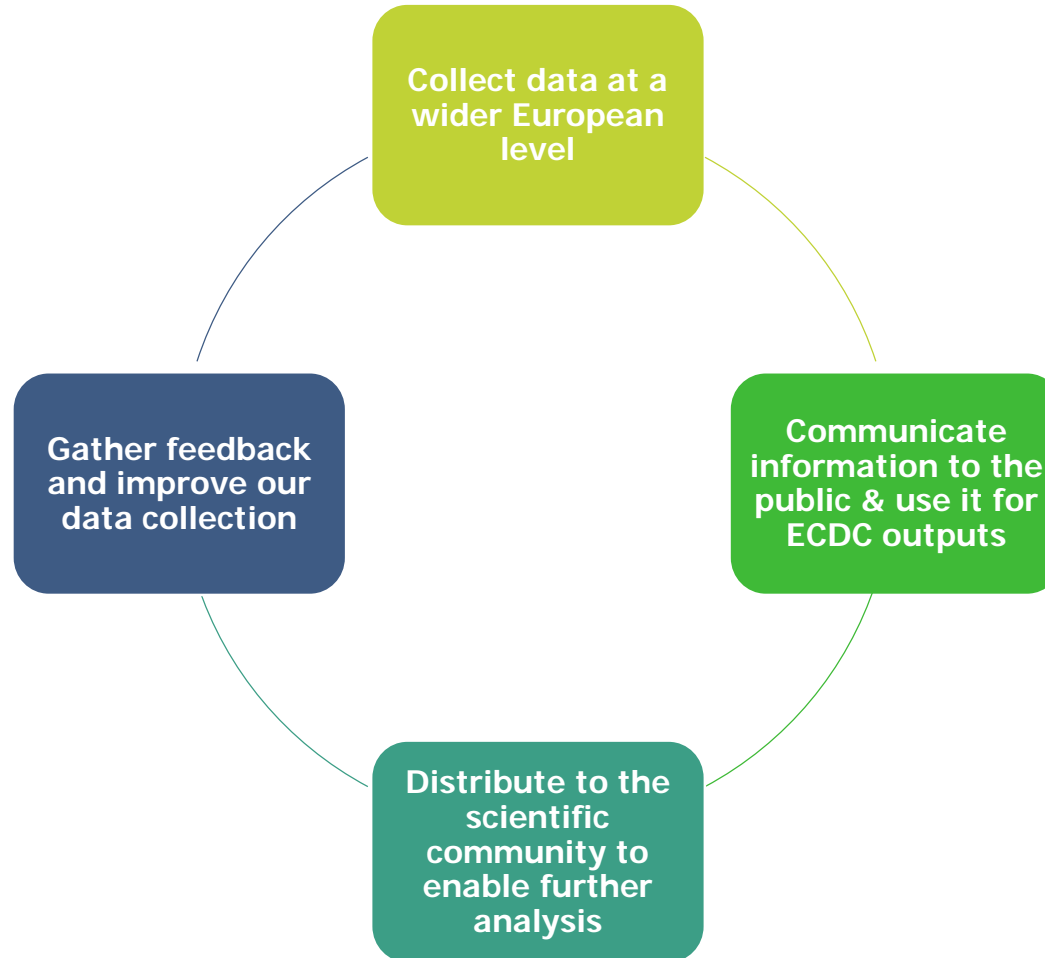 Collect data at a
wider European
level
Communicate
information to the
public & use it for
ECDC outputs
Distribute to the
scientific
community to
enable further
analysis
Gather feedback
and improve our
data collection